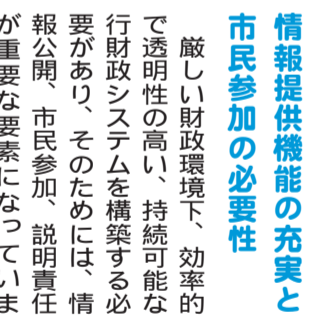 情報提供機能の充実と
市民参加の必要性
厳しい財政環境下、効率的
で透明性の高い、持続可能な
行財政システムを構築する必
要があり、そのためには、情
報公開、市民参加、説明責任
が重要な要素になっていま